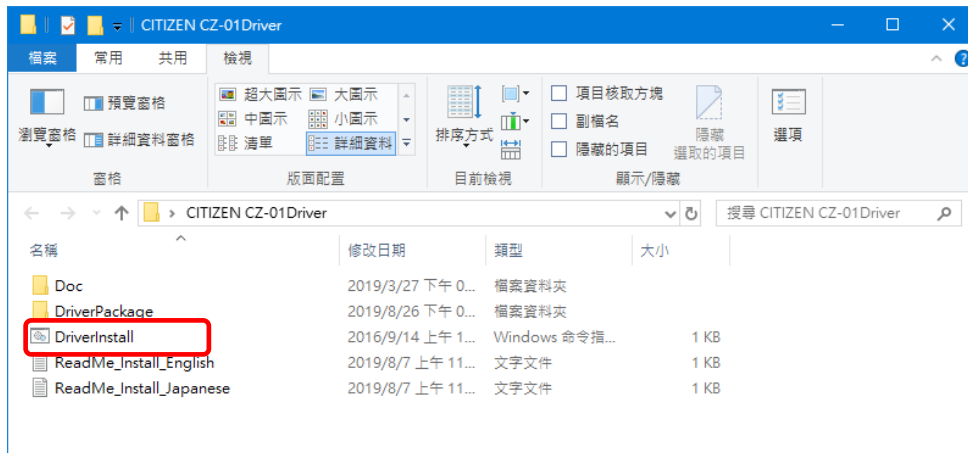 CITIZEN CZ-01Driver
檔案 常用 共用 檢視
瀏覽窗格 預覽窗格 詳細資料窗格
超大圖示 大圖示
中圖示 小圖示
清單 詳細資料
排序方式
項目核取方塊
副檔名
隱藏的項目
隱藏
選取的項目
選項
窗格 版面配置 目前檢視 顯示/隱藏
CITIZEN CZ-01Driver 搜尋 CITIZEN CZ-01Driver
名稱 修改日期 類型 大小
Doc 2019/3/27 下午 0... 檔案資料夾
DriverPackage 2019/8/26 下午 0... 檔案資料夾
DriverInstall 2016/9/14 上午 1... Windows 命令指... 1 KB
ReadMe_Install_English 2019/8/7 上午 11... 文字文件 1 KB
ReadMe_Install_Japanese 2019/8/7 上午 11... 文字文件 1 KB